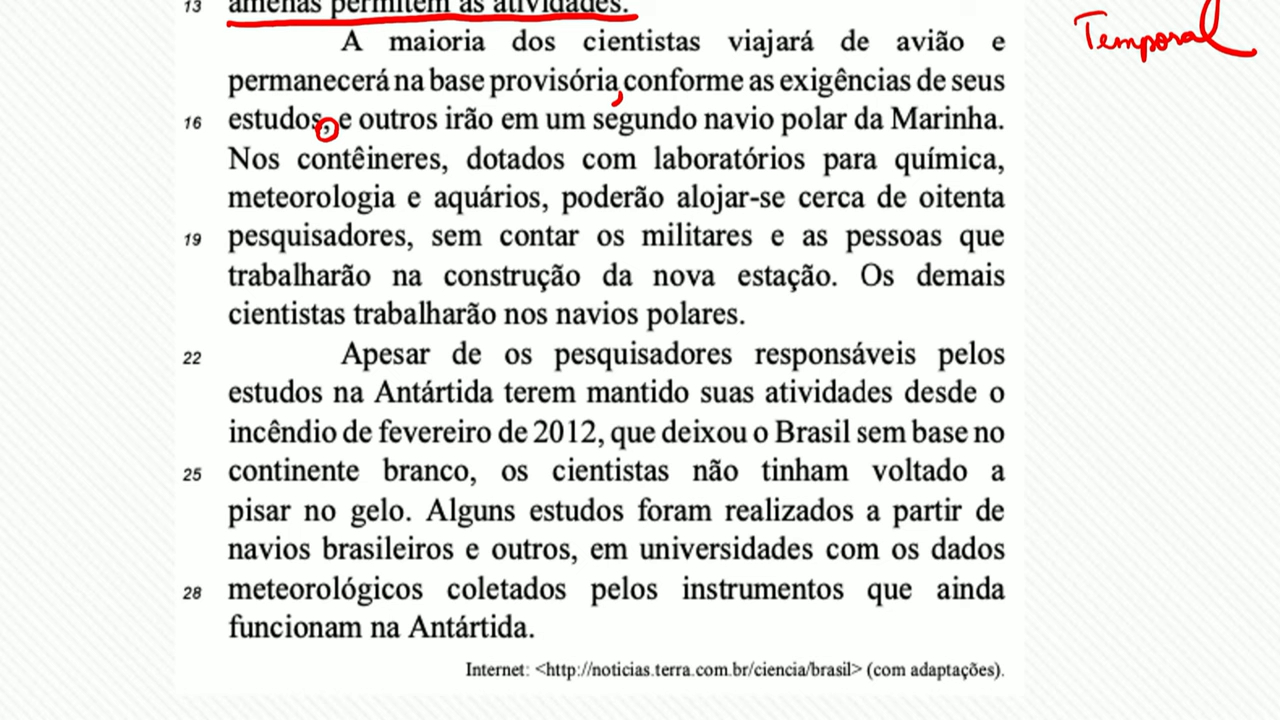 13 amenas permitem as atividades.
Temporal
A maioria dos cientistas viajará de avião e
permanecerá na base provisória, conforme as exigências de seus
16 estudos, e outros irão em um segundo navio polar da Marinha.
Nos contêineres, dotados com laboratórios para química,
meteorologia e aquários, poderão alojar-se cerca de oitenta
19 pesquisadores, sem contar os militares e as pessoas que
trabalharão na construção da nova estação. Os demais
cientistas trabalharão nos navios polares.
22 Apesar de os pesquisadores responsáveis pelos
estudos na Antártida terem mantido suas atividades desde o
incêndio de fevereiro de 2012, que deixou o Brasil sem base no
25 continente branco, os cientistas não tinham voltado a
pisar no gelo. Alguns estudos foram realizados a partir de
navios brasileiros e outros, em universidades com os dados
28 meteorológicos coletados pelos instrumentos que ainda
funcionam na Antártida.
Internet: <http://noticias.terra.com.br/ciencia/brasil> (com adaptações).